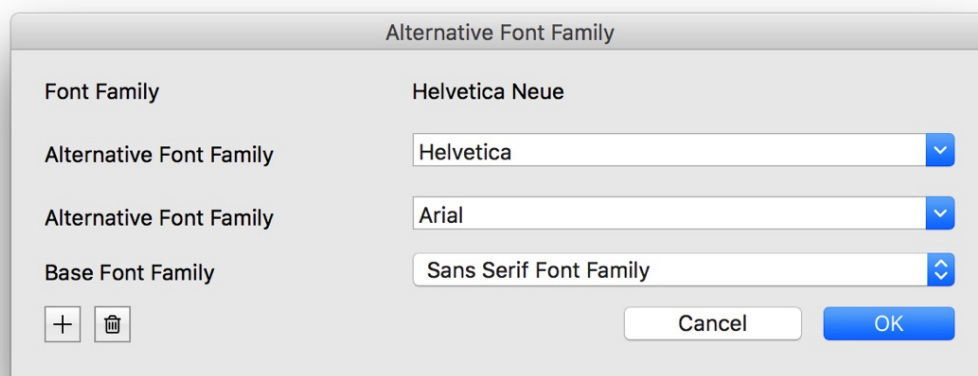 Alternative Font Family
Font Family Helvetica Neue
Alternative Font Family Helvetica
Alternative Font Family Arial
Base Font Family Sans Serif Font Family
Cancel OK